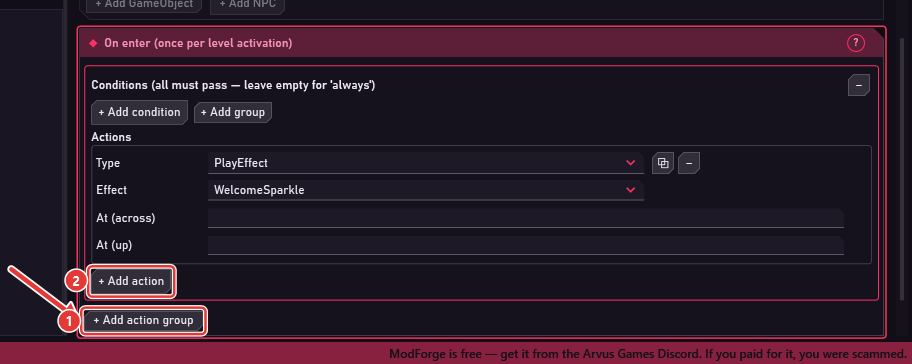 + Add GameObject + Add NPC
On enter (once per level activation) ?
Conditions (all must pass — leave empty for 'always') −
+ Add condition + Add group
Actions
Type PlayEffect −
Effect WelcomeSparkle
At (across)
At (up)
2 + Add action
1 + Add action group
ModForge is free — get it from the Arvus Games Discord. If you paid for it, you were scammed.